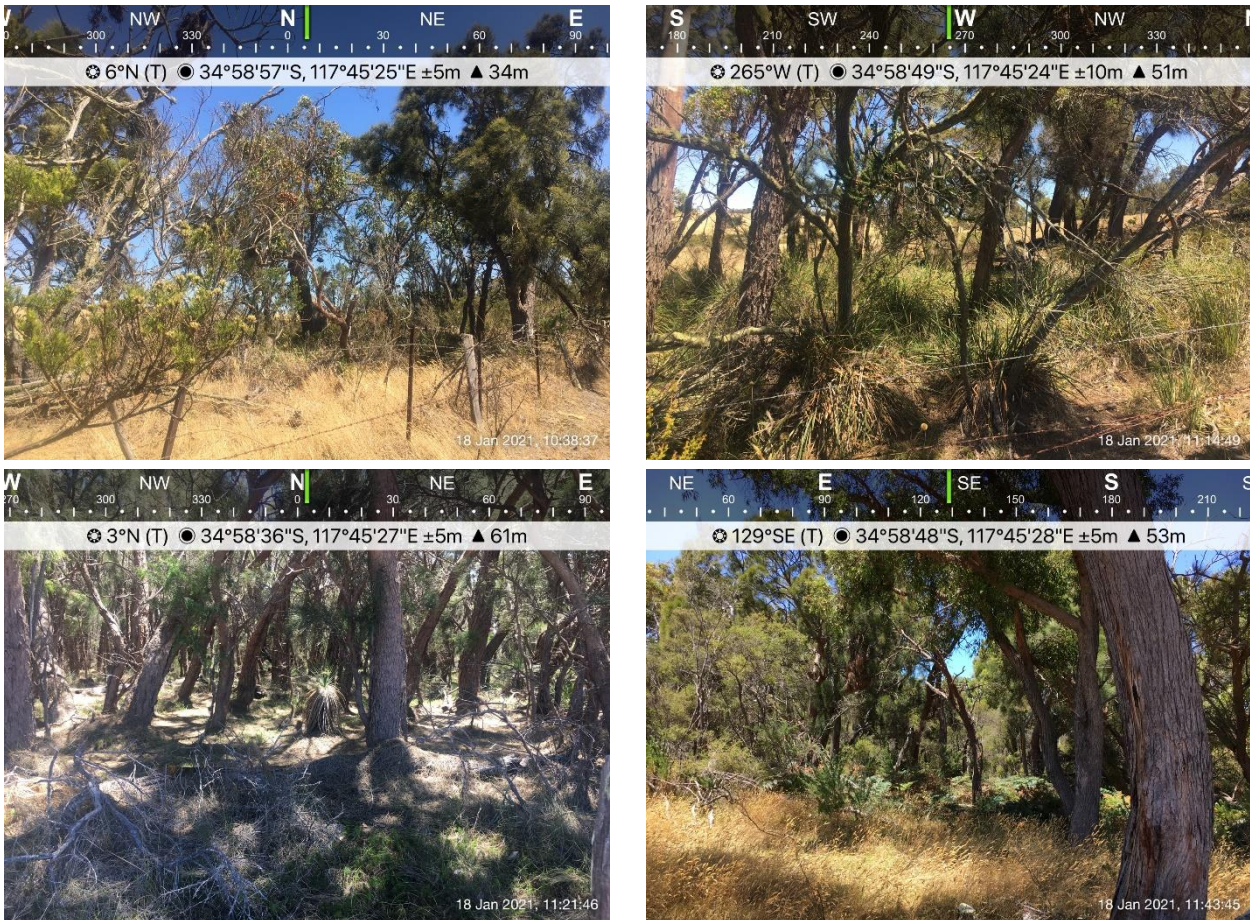 W NW N NE E
300 330 0 30 60 90
6°N (T) 34°58'57"S, 117°45'25"E ±5m ▲ 34m
18 Jan 2021, 10:38:37
S SW W NW
180 210 240 270 300 330
265°W (T) 34°58'49"S, 117°45'24"E ±10m ▲ 51m
18 Jan 2021, 11:14:49
W NW N NE E
270 300 330 0 30 60 90
3°N (T) 34°58'36"S, 117°45'27"E ±5m ▲ 61m
18 Jan 2021, 11:21:46
NE E SE S
60 90 120 150 180 210
129°SE (T) 34°58'48"S, 117°45'28"E ±5m ▲ 53m
18 Jan 2021, 11:43:45